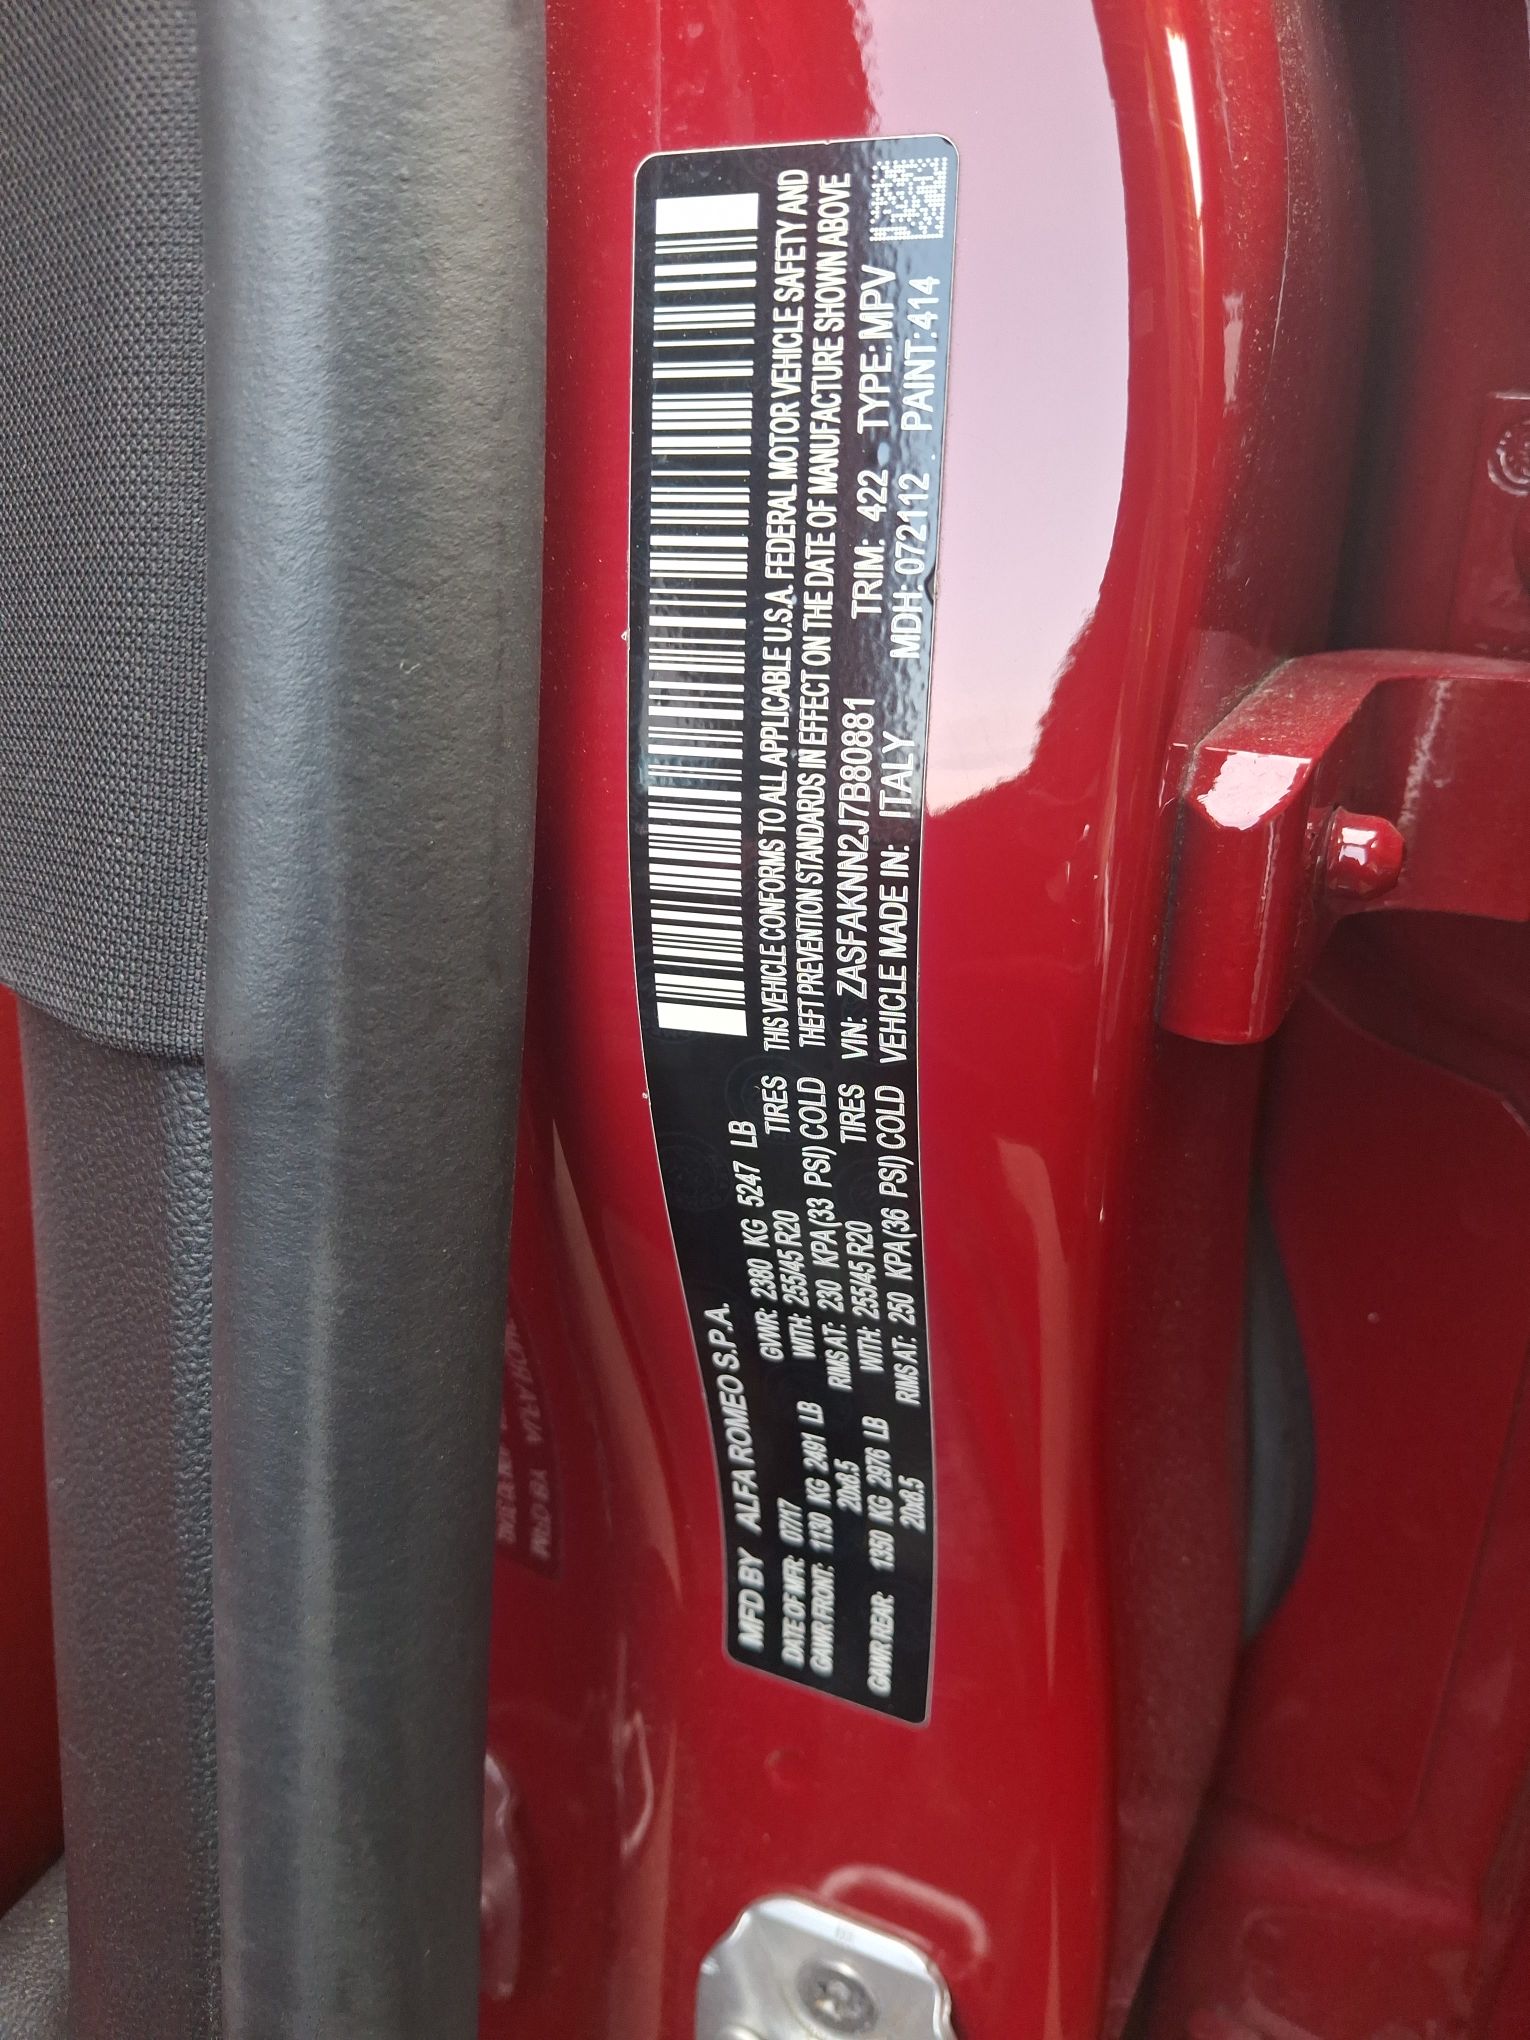 MFD BY ALFA ROMEO S.P.A.
DATE OF MFR: 07/17 GVWR: 2380 KG 5247 LB
GAWR FRONT: 1130 KG 2491 LB WITH: 255/45 R20 TIRES
20x8.5 RIMS AT: 230 KPA(33 PSI) COLD
GAWR REAR: 1350 KG 2976 LB WITH: 255/45 R20 TIRES
20x8.5 RIMS AT: 250 KPA(36 PSI) COLD
THIS VEHICLE CONFORMS TO ALL APPLICABLE U.S.A. FEDERAL MOTOR VEHICLE SAFETY AND
THEFT PREVENTION STANDARDS IN EFFECT ON THE DATE OF MANUFACTURE SHOWN ABOVE
VIN: ZASFAKNN2J7B80881 TRIM: 422 TYPE: MPV
VEHICLE MADE IN: ITALY MDH: 072112 PAINT: 414